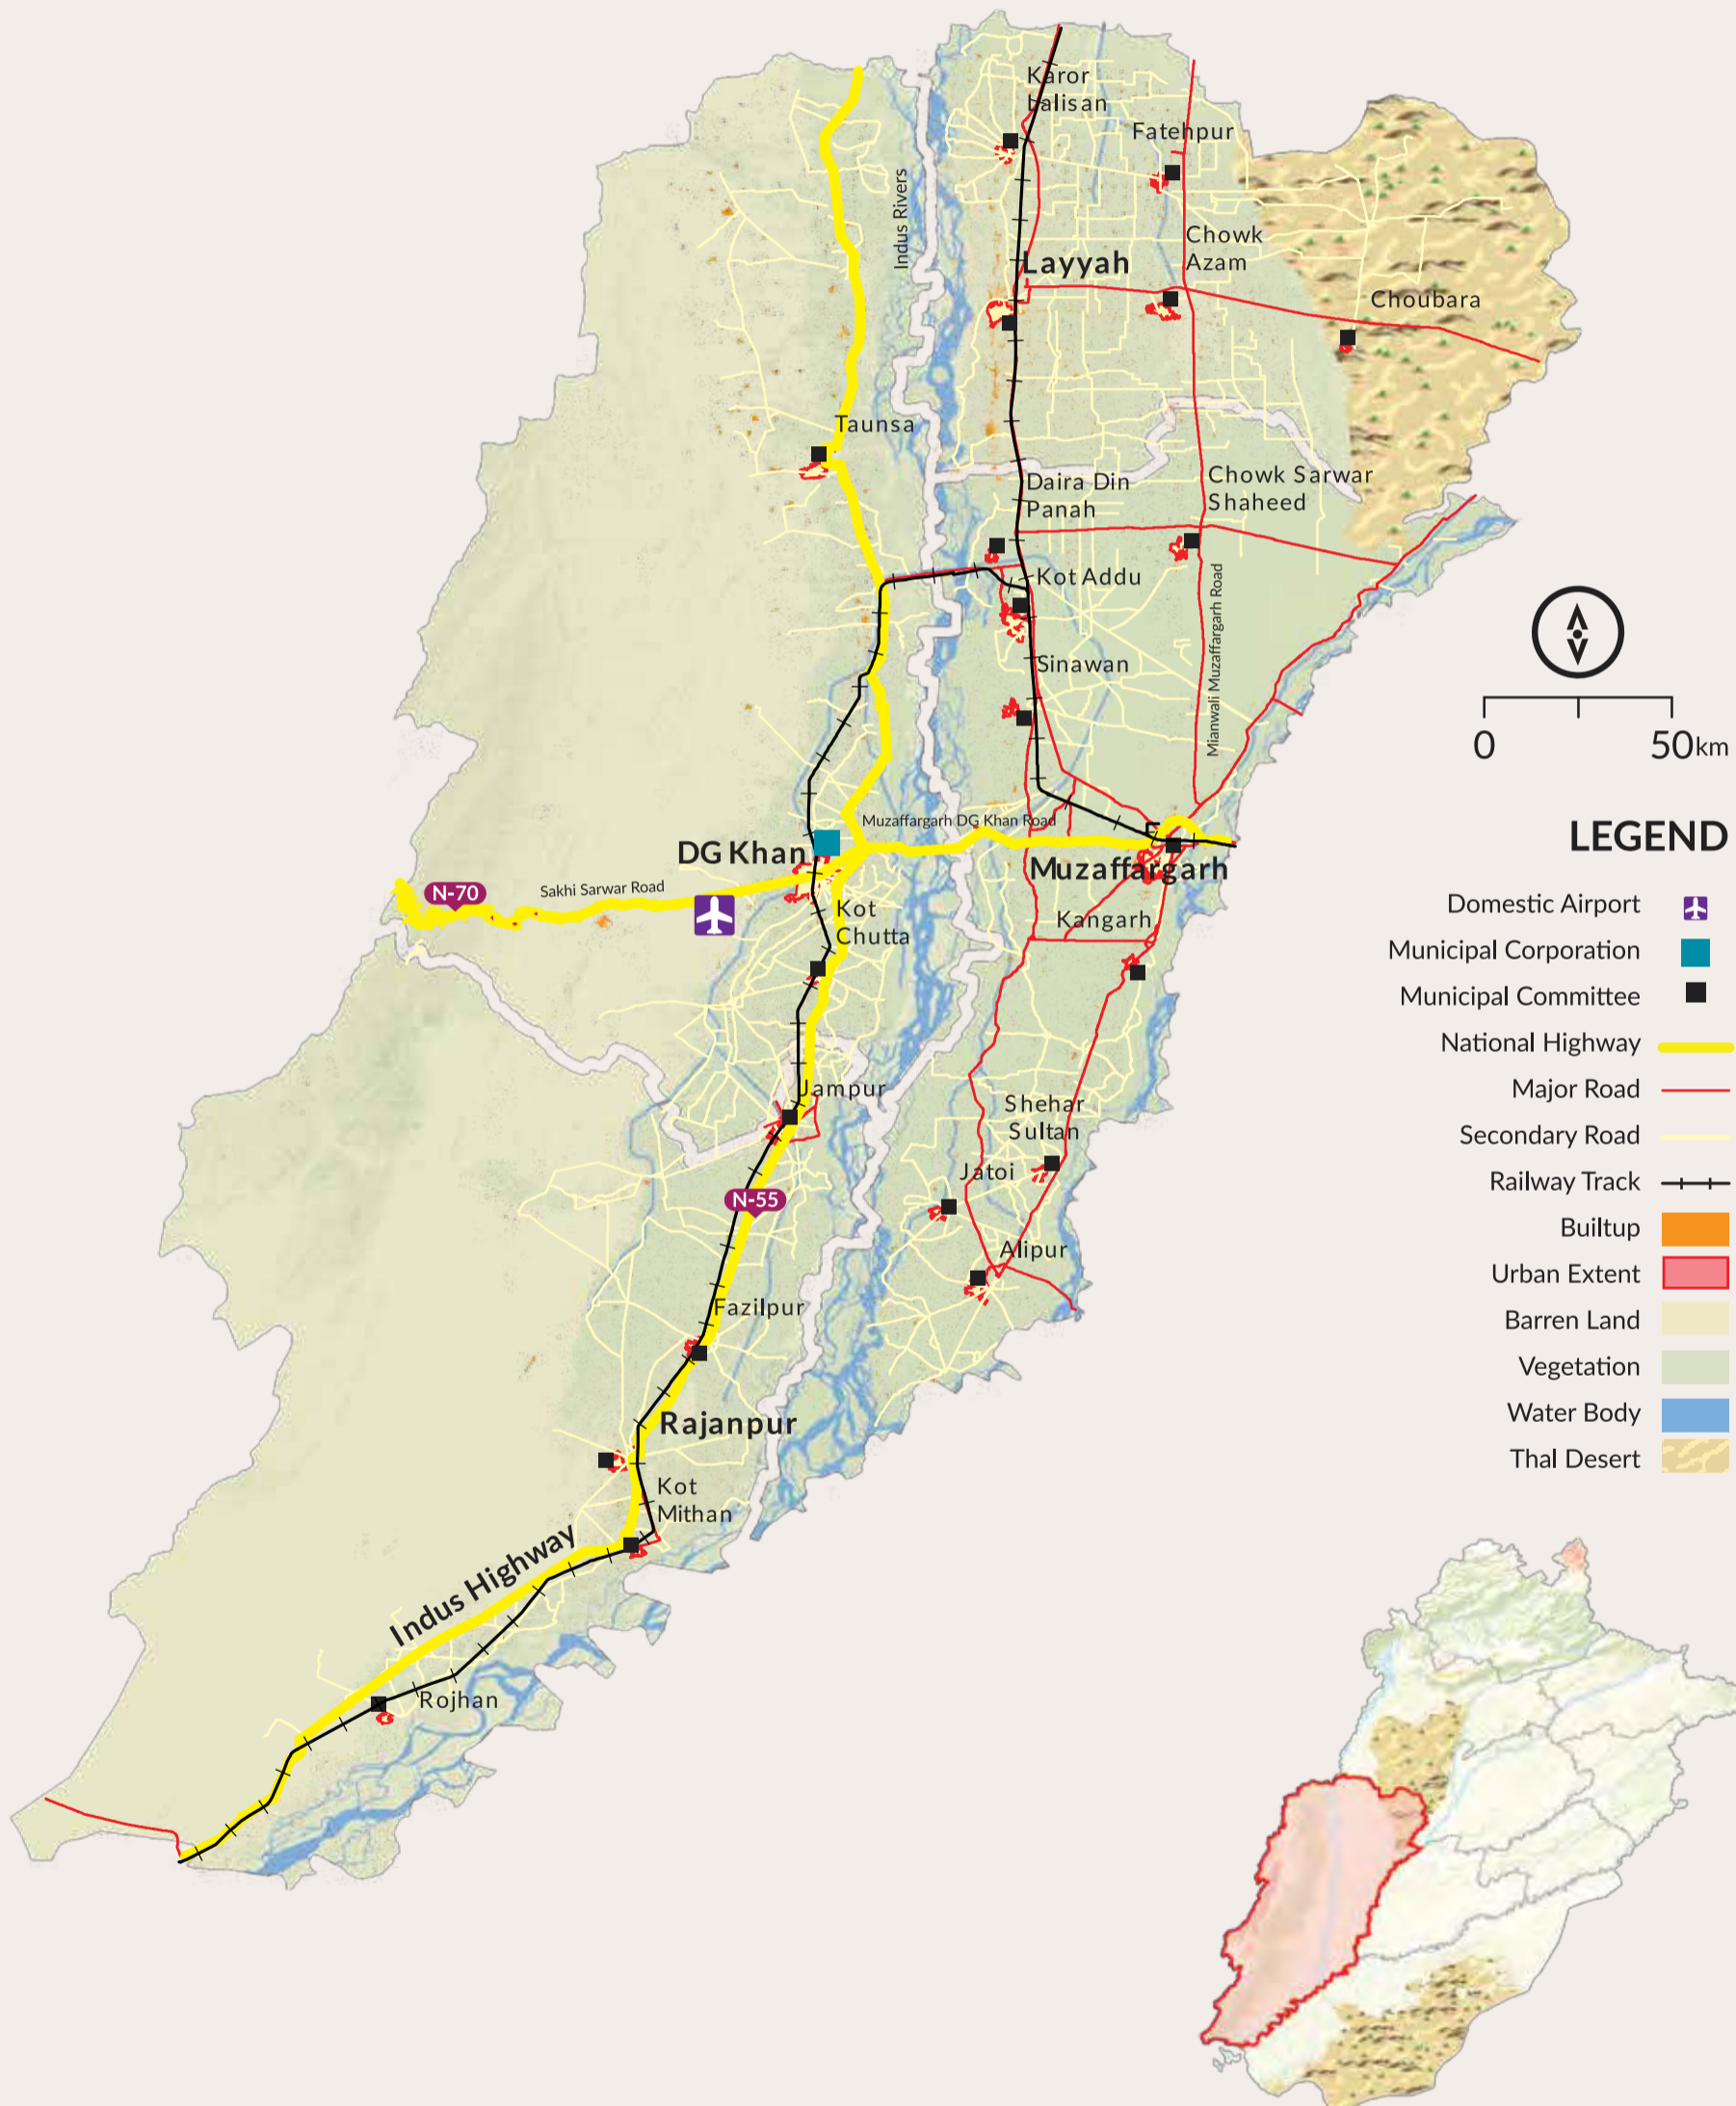 Karor
Lalisan
Fatehpur
Indus Rivers
Chowk
Azam
Layyah
Choubara
Taunsa
Daira Din
Panah
Chowk Sarwar
Shaheed
Kot Addu
Mianwali Muzaffargarh Road
Sinawan
0
50km
Muzaffargarh DG Khan Road
LEGEND
DG Khan
Muzaffargarh
N-70
Sakhi Sarwar Road
Kot
Chutta
Kangarh
Domestic Airport
Municipal Corporation
Municipal Committee
National Highway
Major Road
Secondary Road
Railway Track
Builtup
Urban Extent
Barren Land
Vegetation
Water Body
Thal Desert
Jampur
Shehar
Sultan
Jatoi
N-55
Alipur
Fazilpur
Rajanpur
Kot
Mithan
Indus Highway
Rojhan